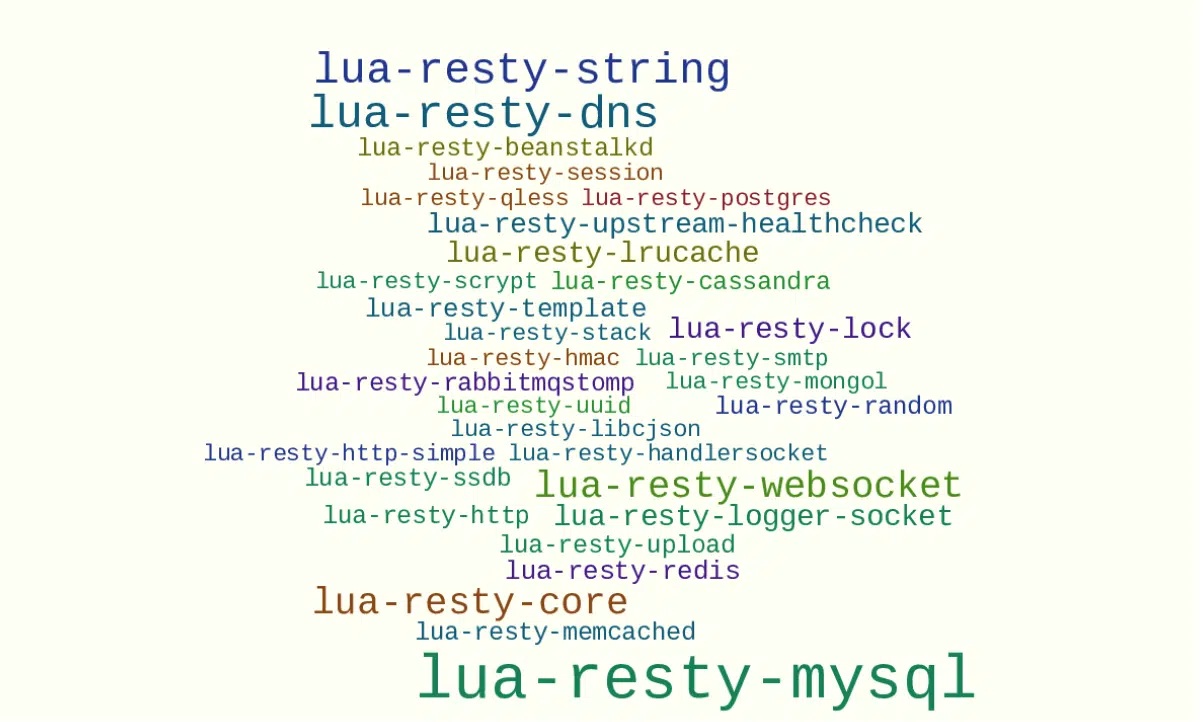 lua-resty-string
lua-resty-dns
lua-resty-beanstalkd
lua-resty-session
lua-resty-qless lua-resty-postgres
lua-resty-upstream-healthcheck
lua-resty-lrucache
lua-resty-scrypt lua-resty-cassandra
lua-resty-template
lua-resty-stack lua-resty-lock
lua-resty-hmac lua-resty-smtp
lua-resty-rabbitmqstomp lua-resty-mongol
lua-resty-uuid lua-resty-random
lua-resty-libcjson
lua-resty-http-simple lua-resty-handlersocket
lua-resty-ssdb lua-resty-websocket
lua-resty-http lua-resty-logger-socket
lua-resty-upload
lua-resty-redis
lua-resty-core
lua-resty-memcached
lua-resty-mysql